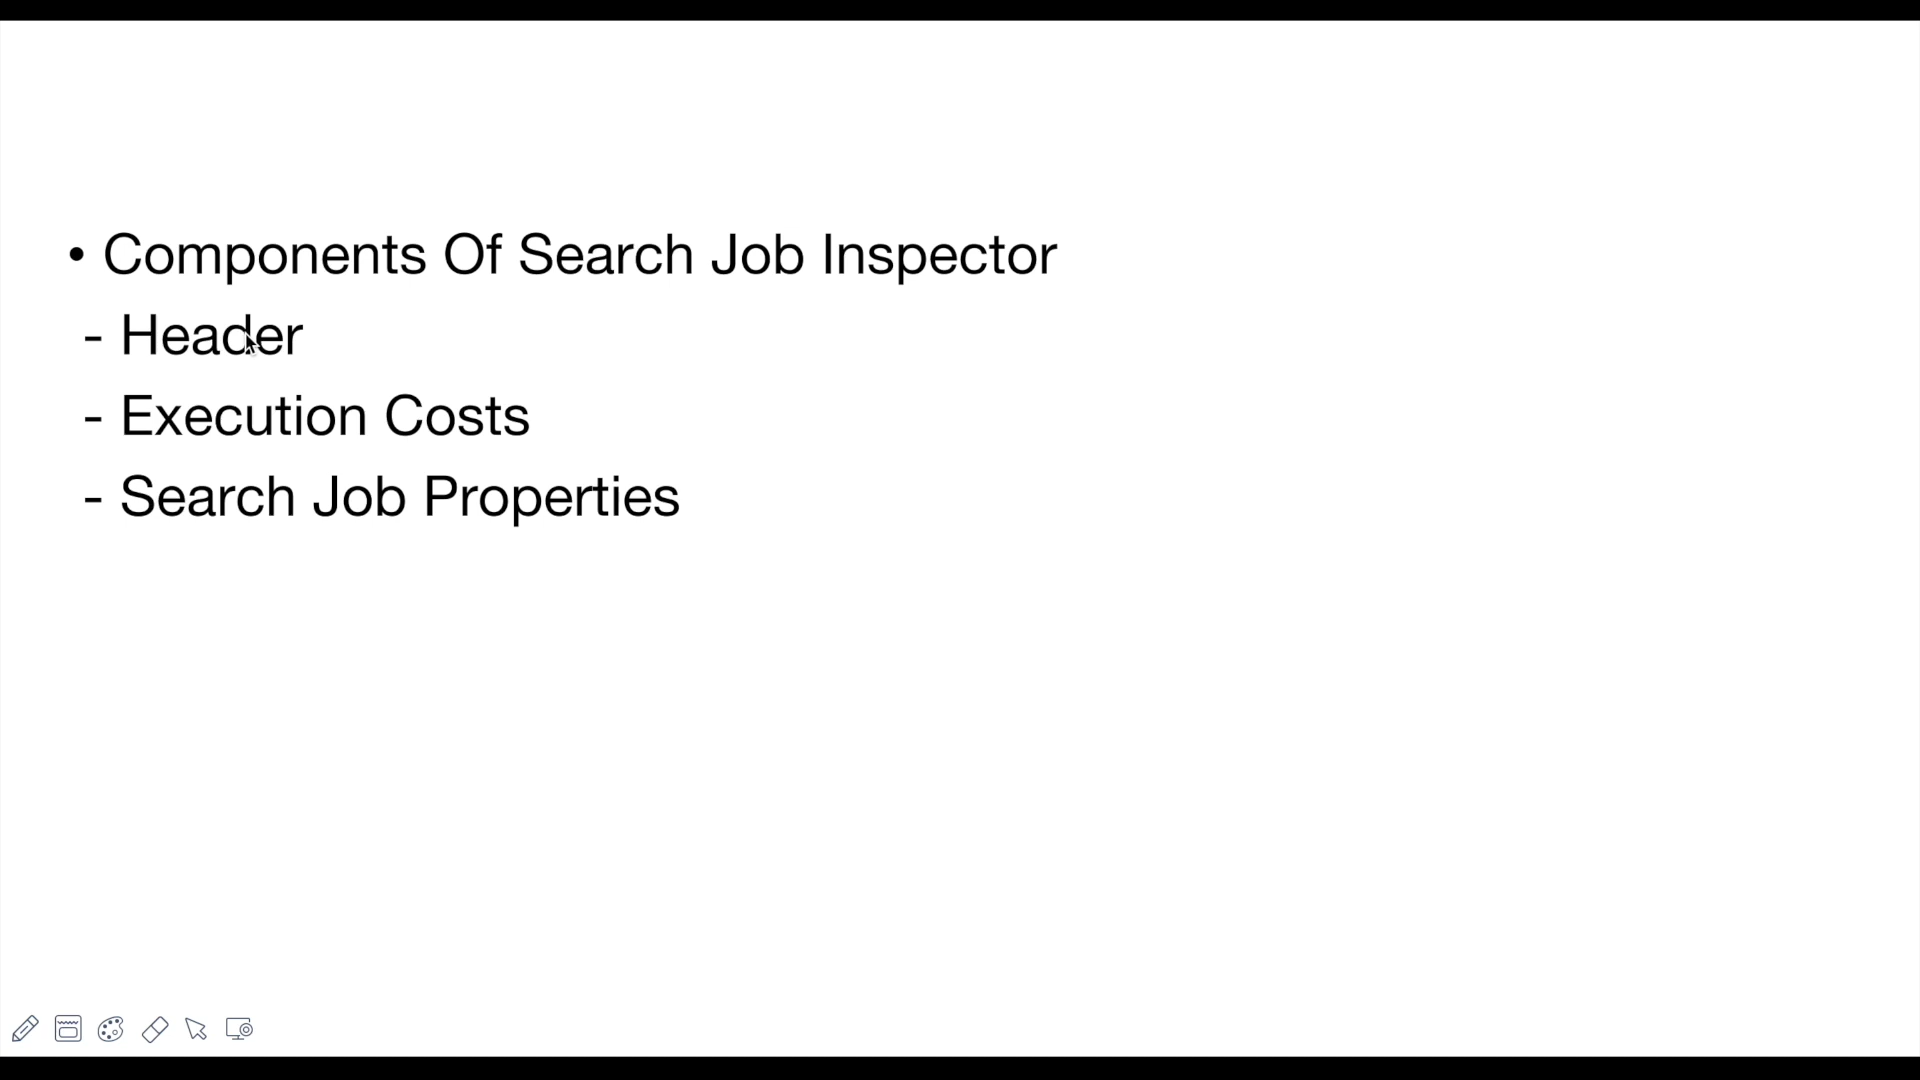 • Components Of Search Job Inspector
- Header
- Execution Costs
- Search Job Properties